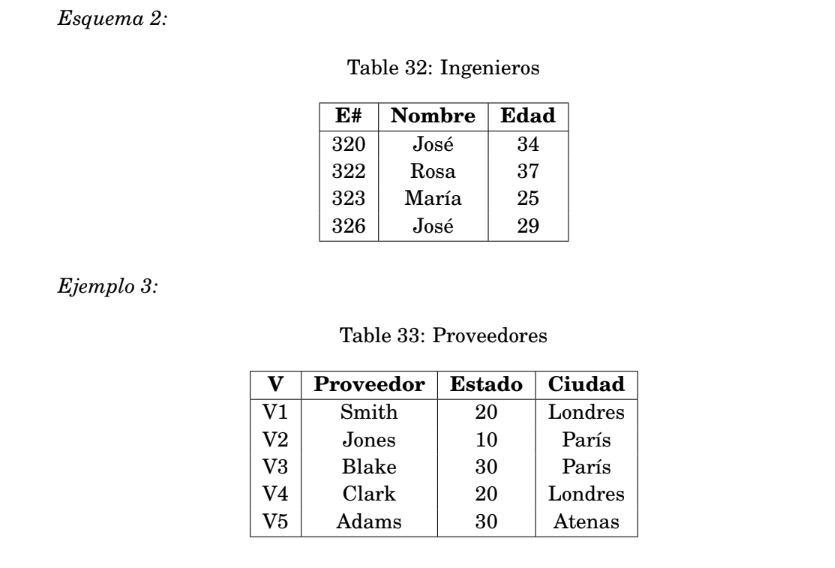 Esquema 2:
Table 32: Ingenieros
E# Nombre Edad
320 José 34
322 Rosa 37
323 María 25
326 José 29
Ejemplo 3:
Table 33: Proveedores
V Proveedor Estado Ciudad
V1 Smith 20 Londres
V2 Jones 10 París
V3 Blake 30 París
V4 Clark 20 Londres
V5 Adams 30 Atenas